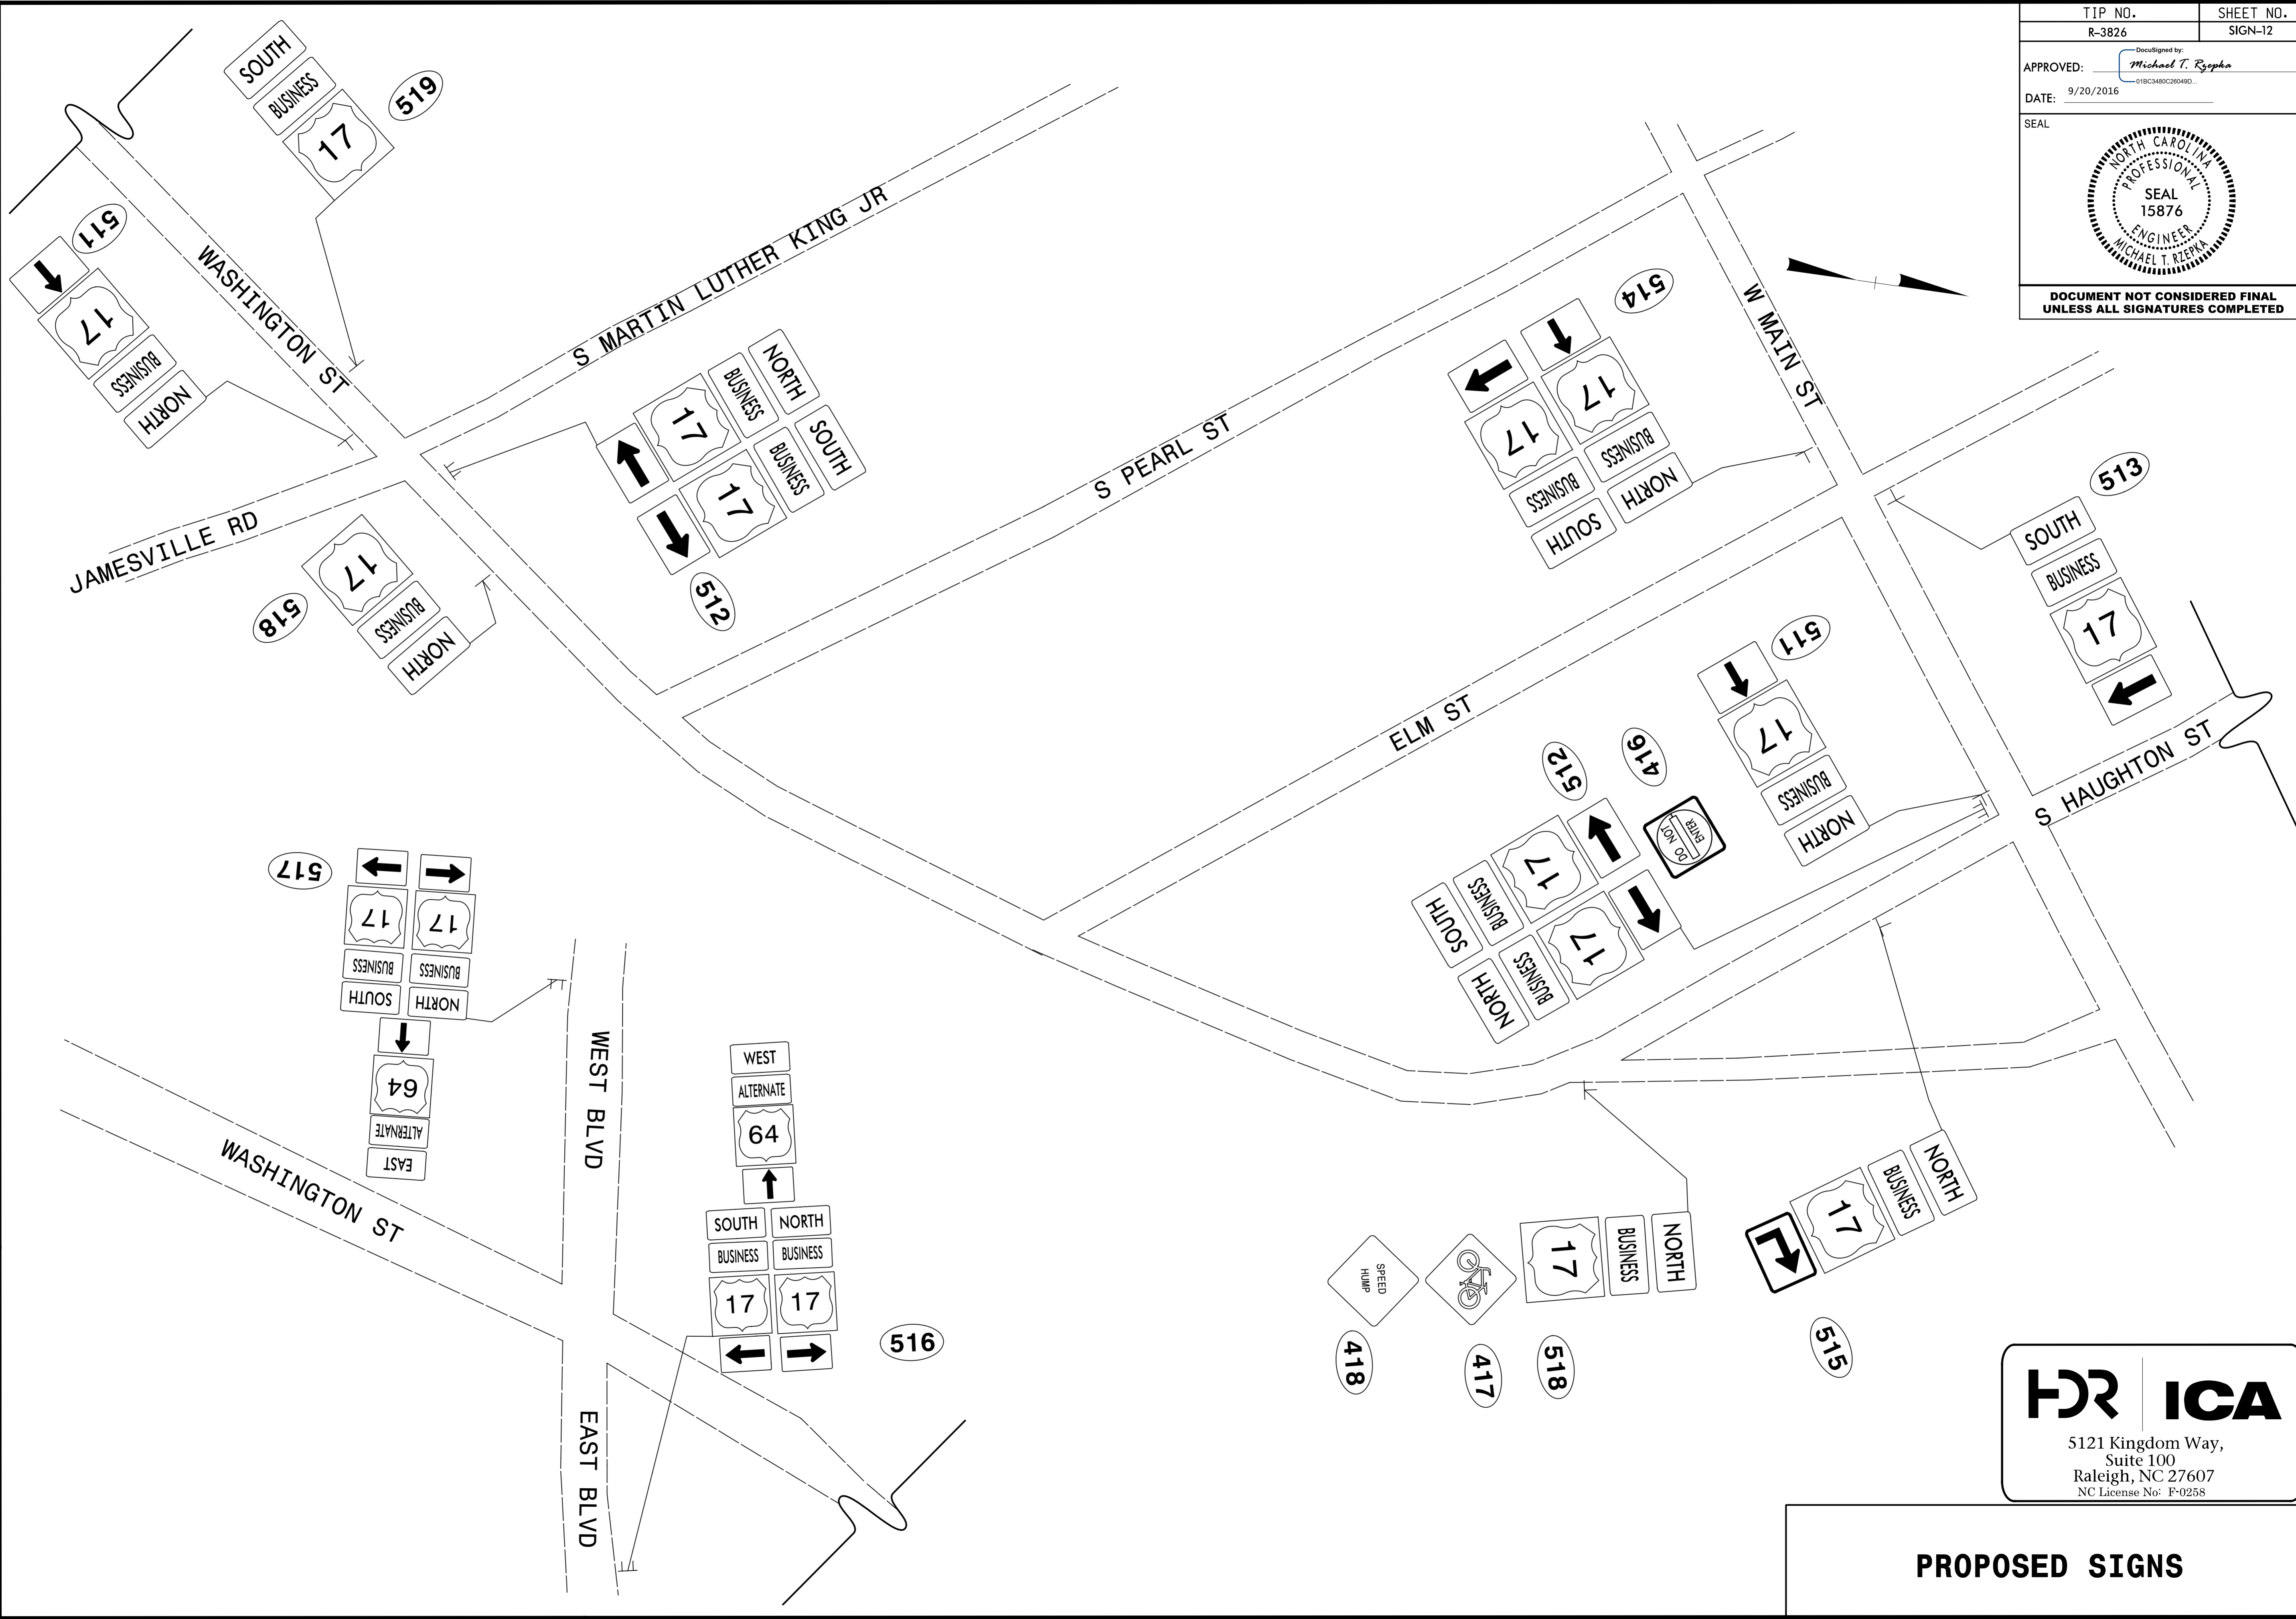 TIP NO.
SHEET NO.
R-3826
SIGN-12
APPROVED:
DocuSigned by:
Michael T. Rzepka
01BC3480C26049D...
DATE:
9/20/2016
SEAL
NORTH CAROLINA
PROFESSIONAL
SEAL
15876
ENGINEER
MICHAEL T. RZEPKA
DOCUMENT NOT CONSIDERED FINAL
UNLESS ALL SIGNATURES COMPLETED
SOUTH
BUSINESS
17
519
511
17
BUSINESS
NORTH
WASHINGTON ST
S MARTIN LUTHER KING JR
JAMESVILLE RD
NORTH
BUSINESS
17
SOUTH
BUSINESS
17
512
518
17
BUSINESS
NORTH
S PEARL ST
514
17
BUSINESS
SOUTH
17
BUSINESS
NORTH
W MAIN ST
513
SOUTH
BUSINESS
17
ELM ST
511
17
BUSINESS
NORTH
S HAUGHTON ST
512
416
DO NOT
ENTER
17
BUSINESS
SOUTH
17
BUSINESS
NORTH
517
17
BUSINESS
SOUTH
17
BUSINESS
NORTH
64
ALTERNATE
EAST
WEST BLVD
WASHINGTON ST
WEST
ALTERNATE
64
SOUTH
NORTH
BUSINESS
BUSINESS
17
17
516
EAST BLVD
SPEED
HUMP
418
417
NORTH
BUSINESS
17
518
NORTH
BUSINESS
17
515
HDR
ICA
5121 Kingdom Way,
Suite 100
Raleigh, NC 27607
NC License No: F-0258
PROPOSED SIGNS